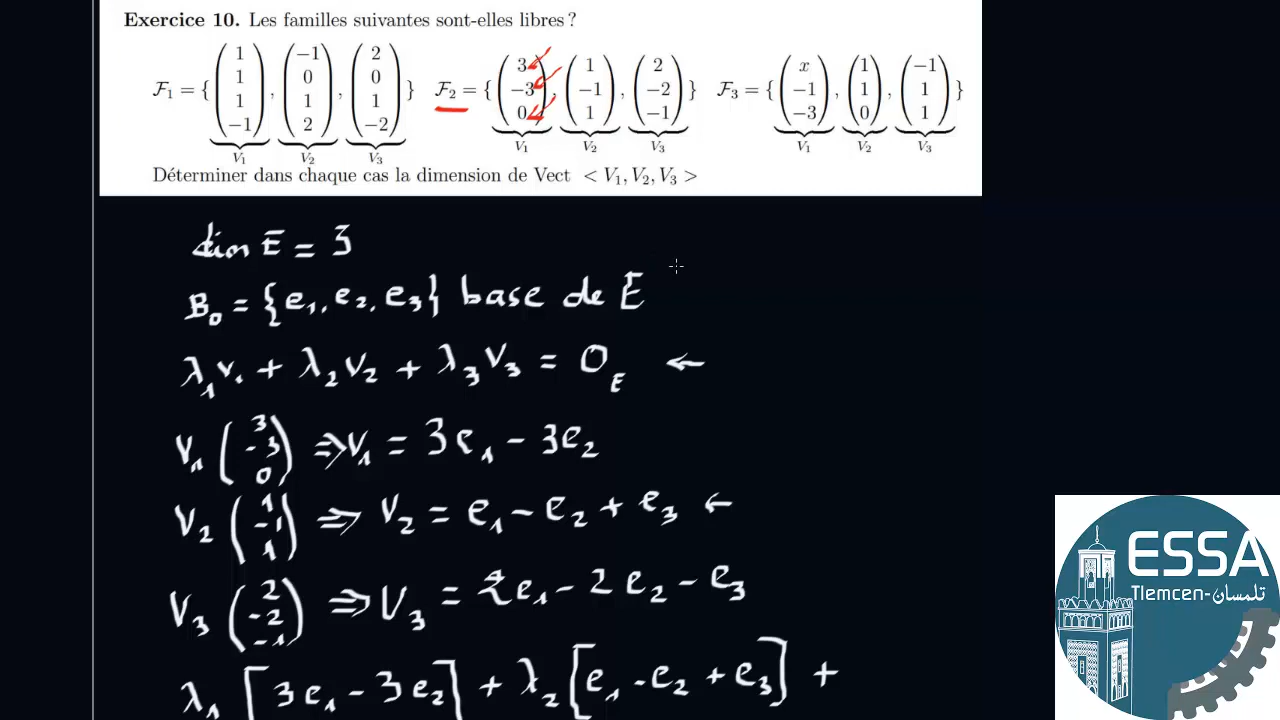 Exercice 10. Les familles suivantes sont-elles libres ?
F₁ = { (1, 1, 1, −1), (−1, 0, 1, 2), (2, 0, 1, −2) } F₂ = { (3, −3, 0), (1, −1, 1), (2, −2, −1) } F₃ = { (x, −1, −3), (1, 1, 0), (−1, 1, 1) }
V₁ V₂ V₃ V₁ V₂ V₃ V₁ V₂ V₃
Déterminer dans chaque cas la dimension de Vect < V₁, V₂, V₃ >
dim E = 3
B₀ = {e₁, e₂, e₃} base de E
λ₁v₁ + λ₂V₂ + λ₃V₃ = 0_E ←
V₁ (3, -3, 0) ⇒ V₁ = 3e₁ - 3e₂
V₂ (1, -1, 1) ⇒ V₂ = e₁ - e₂ + e₃ ←
V₃ (2, -2, -1) ⇒ V₃ = 2e₁ - 2e₂ - e₃
λ₁ [3e₁ - 3e₂] + λ₂ [e₁ - e₂ + e₃] +
ESSA
Tlemcen-تلمسان